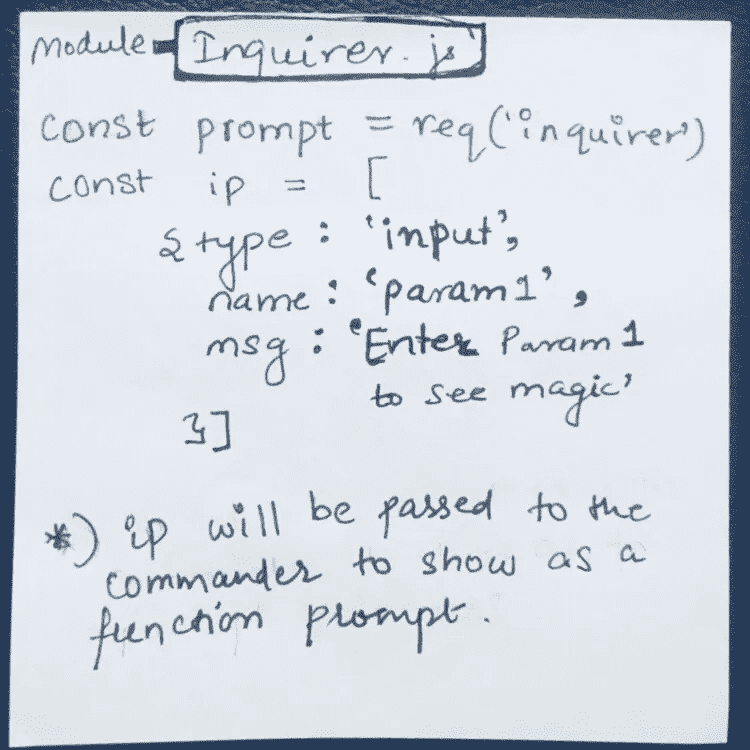 Module - Inquirer.js
const prompt = req('inquirer')
const ip = [
{ type : 'input',
name : 'param1',
msg : 'Enter Param 1
to see magic'
}]
*) ip will be passed to the
commander to show as a
function prompt.